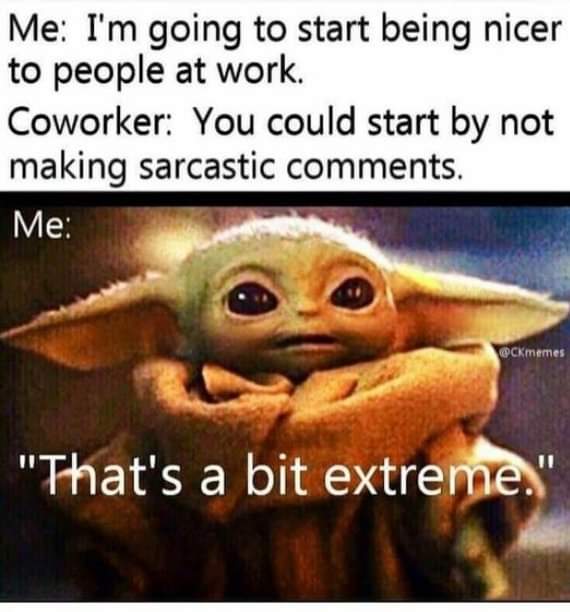 Me: I'm going to start being nicer
to people at work.
Coworker: You could start by not
making sarcastic comments.
Me:
@CKmemes
"That's a bit extreme."